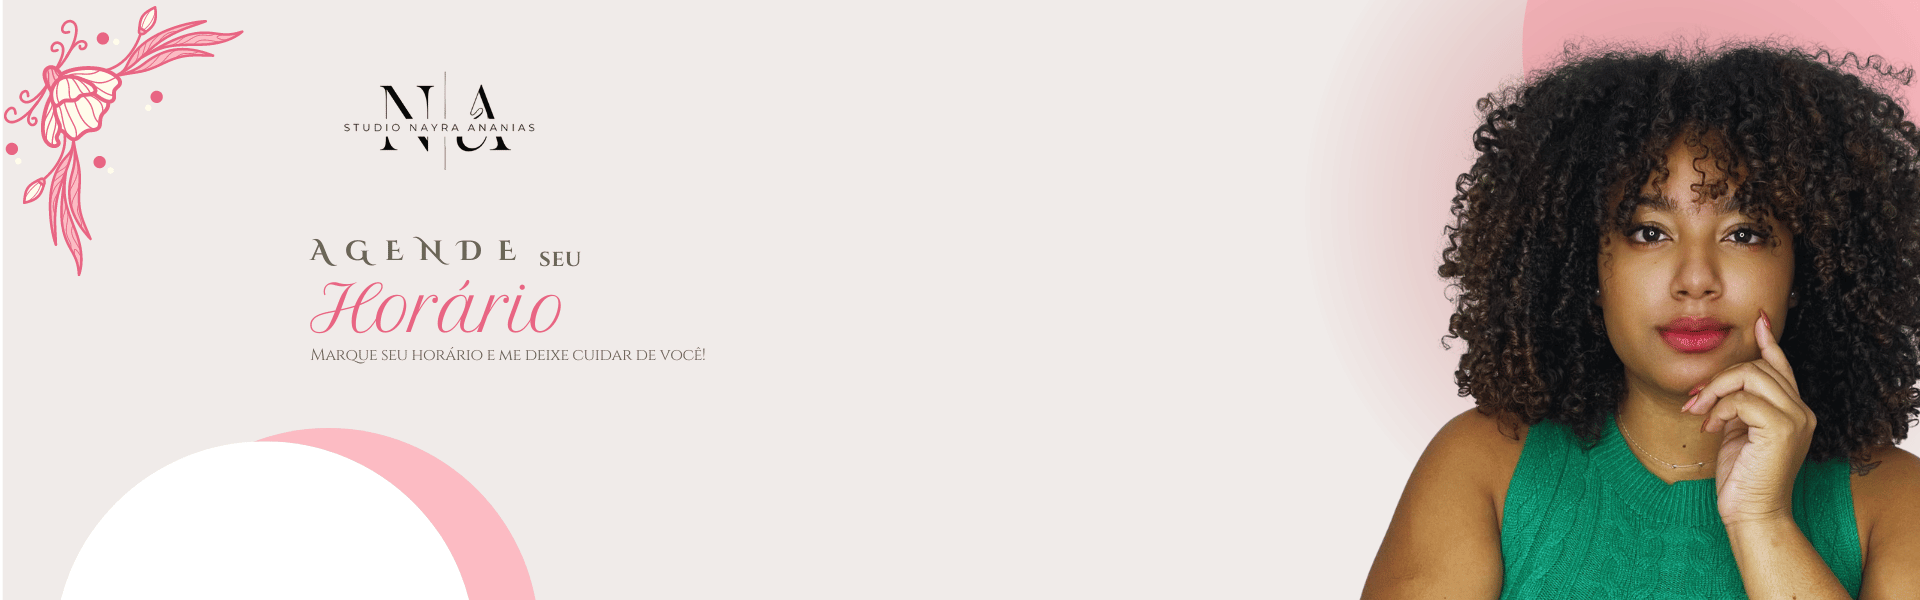 NA
STUDIO NAYRA ANANIAS
AGENDE SEU
Horário
MARQUE SEU HORÁRIO E ME DEIXE CUIDAR DE VOCÊ!